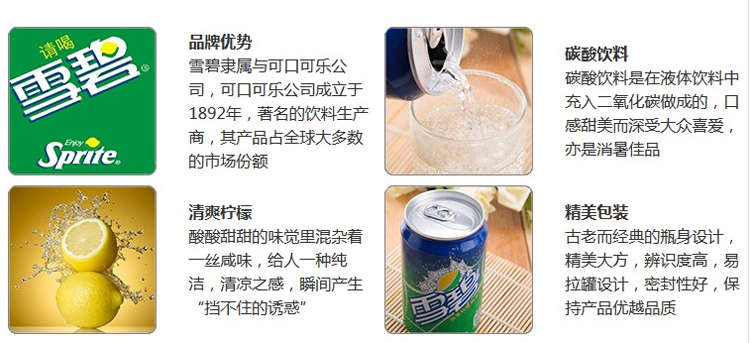 请喝
雪碧
Enjoy
Sprite
品牌优势
雪碧隶属与可口可乐公
司，可口可乐公司成立于
1892年，著名的饮料生产
商，其产品占全球大多数
的市场份额
碳酸饮料
碳酸饮料是在液体饮料中
充入二氧化碳做成的，口
感甜美而深受大众喜爱，
亦是消暑佳品
清爽柠檬
酸酸甜甜的味觉里混杂着
一丝咸味，给人一种纯
洁，清凉之感，瞬间产生
“挡不住的诱惑”
雪碧
精美包装
古老而经典的瓶身设计，
精美大方，辨识度高，易
拉罐设计，密封性好，保
持产品优越品质